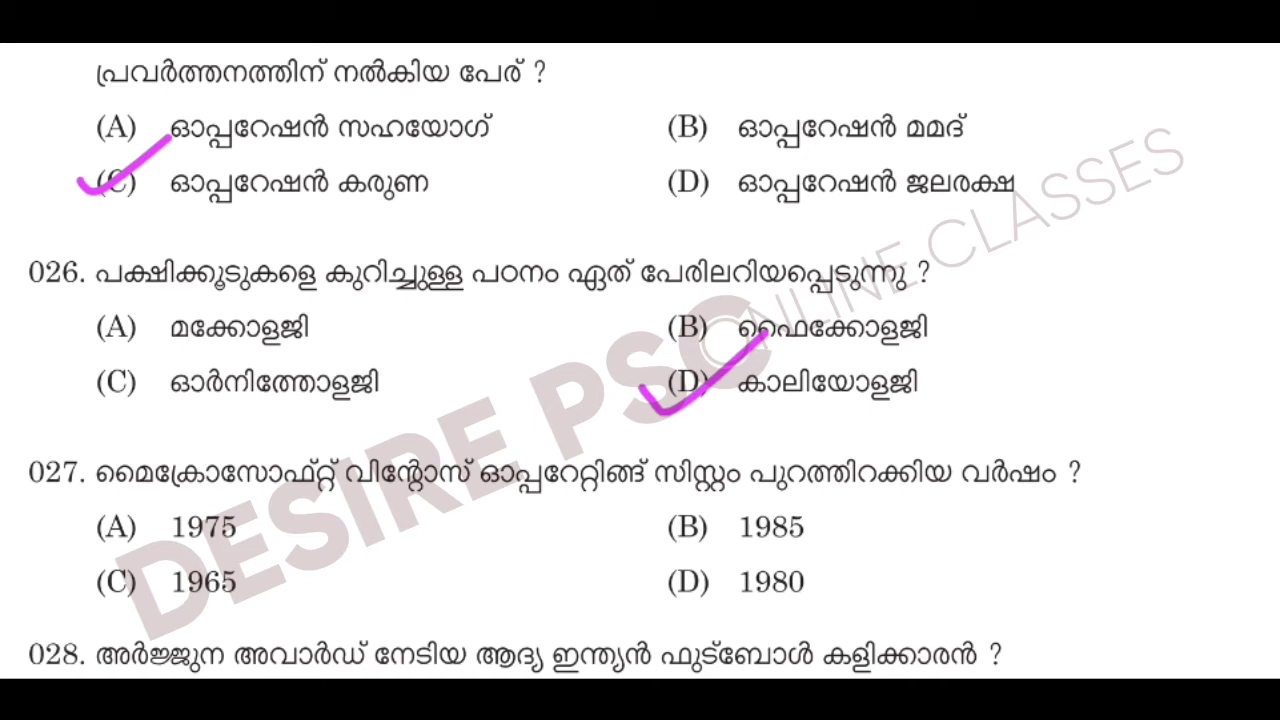 പ്രവർത്തനത്തിന് നൽകിയ പേര് ?
(A) ഓപ്പറേഷൻ സഹയോഗ് (B) ഓപ്പറേഷൻ മമദ്
(C) ഓപ്പറേഷൻ കരുണ (D) ഓപ്പറേഷൻ ജലരക്ഷ
026. പക്ഷിക്കൂടുകളെ കുറിച്ചുള്ള പഠനം ഏത് പേരിലറിയപ്പെടുന്നു ?
(A) മക്കോളജി (B) ഫൈക്കോളജി
(C) ഓർനിത്തോളജി (D) കാലിയോളജി
027. മൈക്രോസോഫ്റ്റ് വിന്റോസ് ഓപ്പറേറ്റിങ്ങ് സിസ്റ്റം പുറത്തിറക്കിയ വർഷം ?
(A) 1975 (B) 1985
(C) 1965 (D) 1980
028. അർജ്ജുന അവാർഡ് നേടിയ ആദ്യ ഇന്ത്യൻ ഫുട്ബോൾ കളിക്കാരൻ ?
DESIRE PSC ONLINE CLASSES